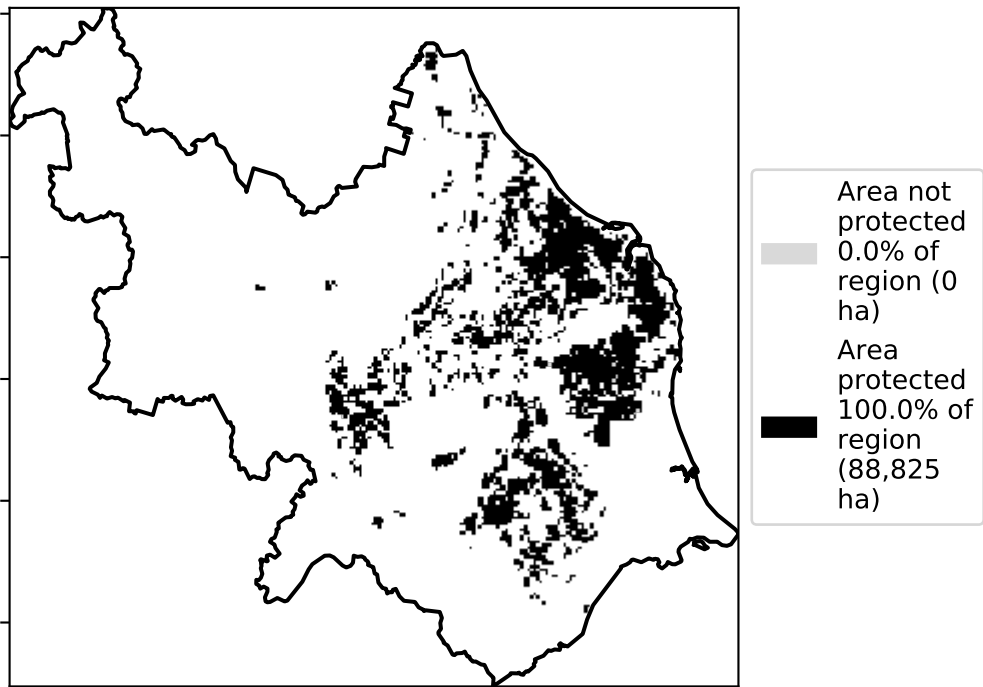 Area not
protected
0.0% of
region (0
ha)
Area
protected
100.0% of
region
(88,825
ha)